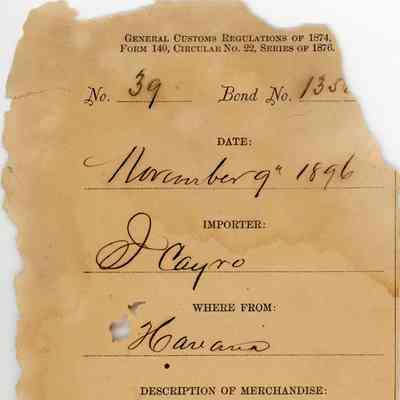 General Customs Regulations of 1874.
Form 140, Circular No. 22, Series of 1876.
No. 39 Bond No.
DATE:
November 9" 1896
IMPORTER:
J Cayro
WHERE FROM:
Havana
DESCRIPTION OF MERCHANDISE: